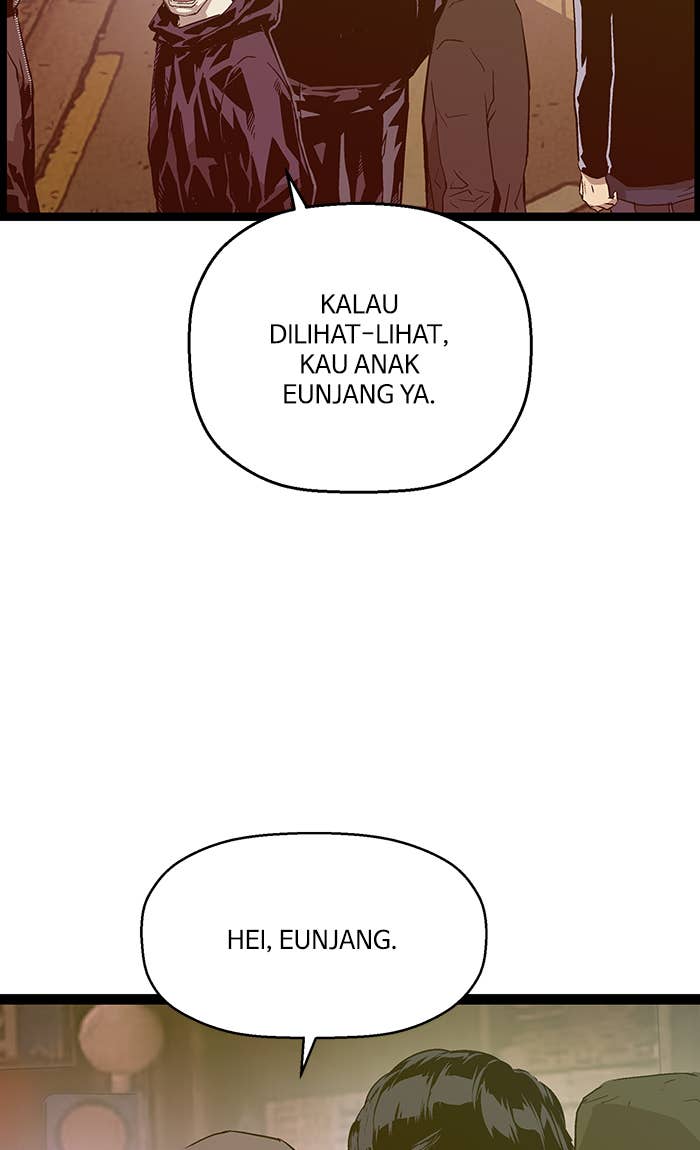 KALAU
DILIHAT-LIHAT,
KAU ANAK
EUNJANG YA.
HEI, EUNJANG.